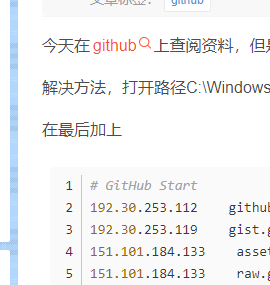 文章标签： github
今天在github上查阅资料，但是
解决方法，打开路径C:\Windows
在最后加上
1 # GitHub Start
2 192.30.253.112 github
3 192.30.253.119 gist.g
4 151.101.184.133 asset
5 151.101.184.133 raw.g